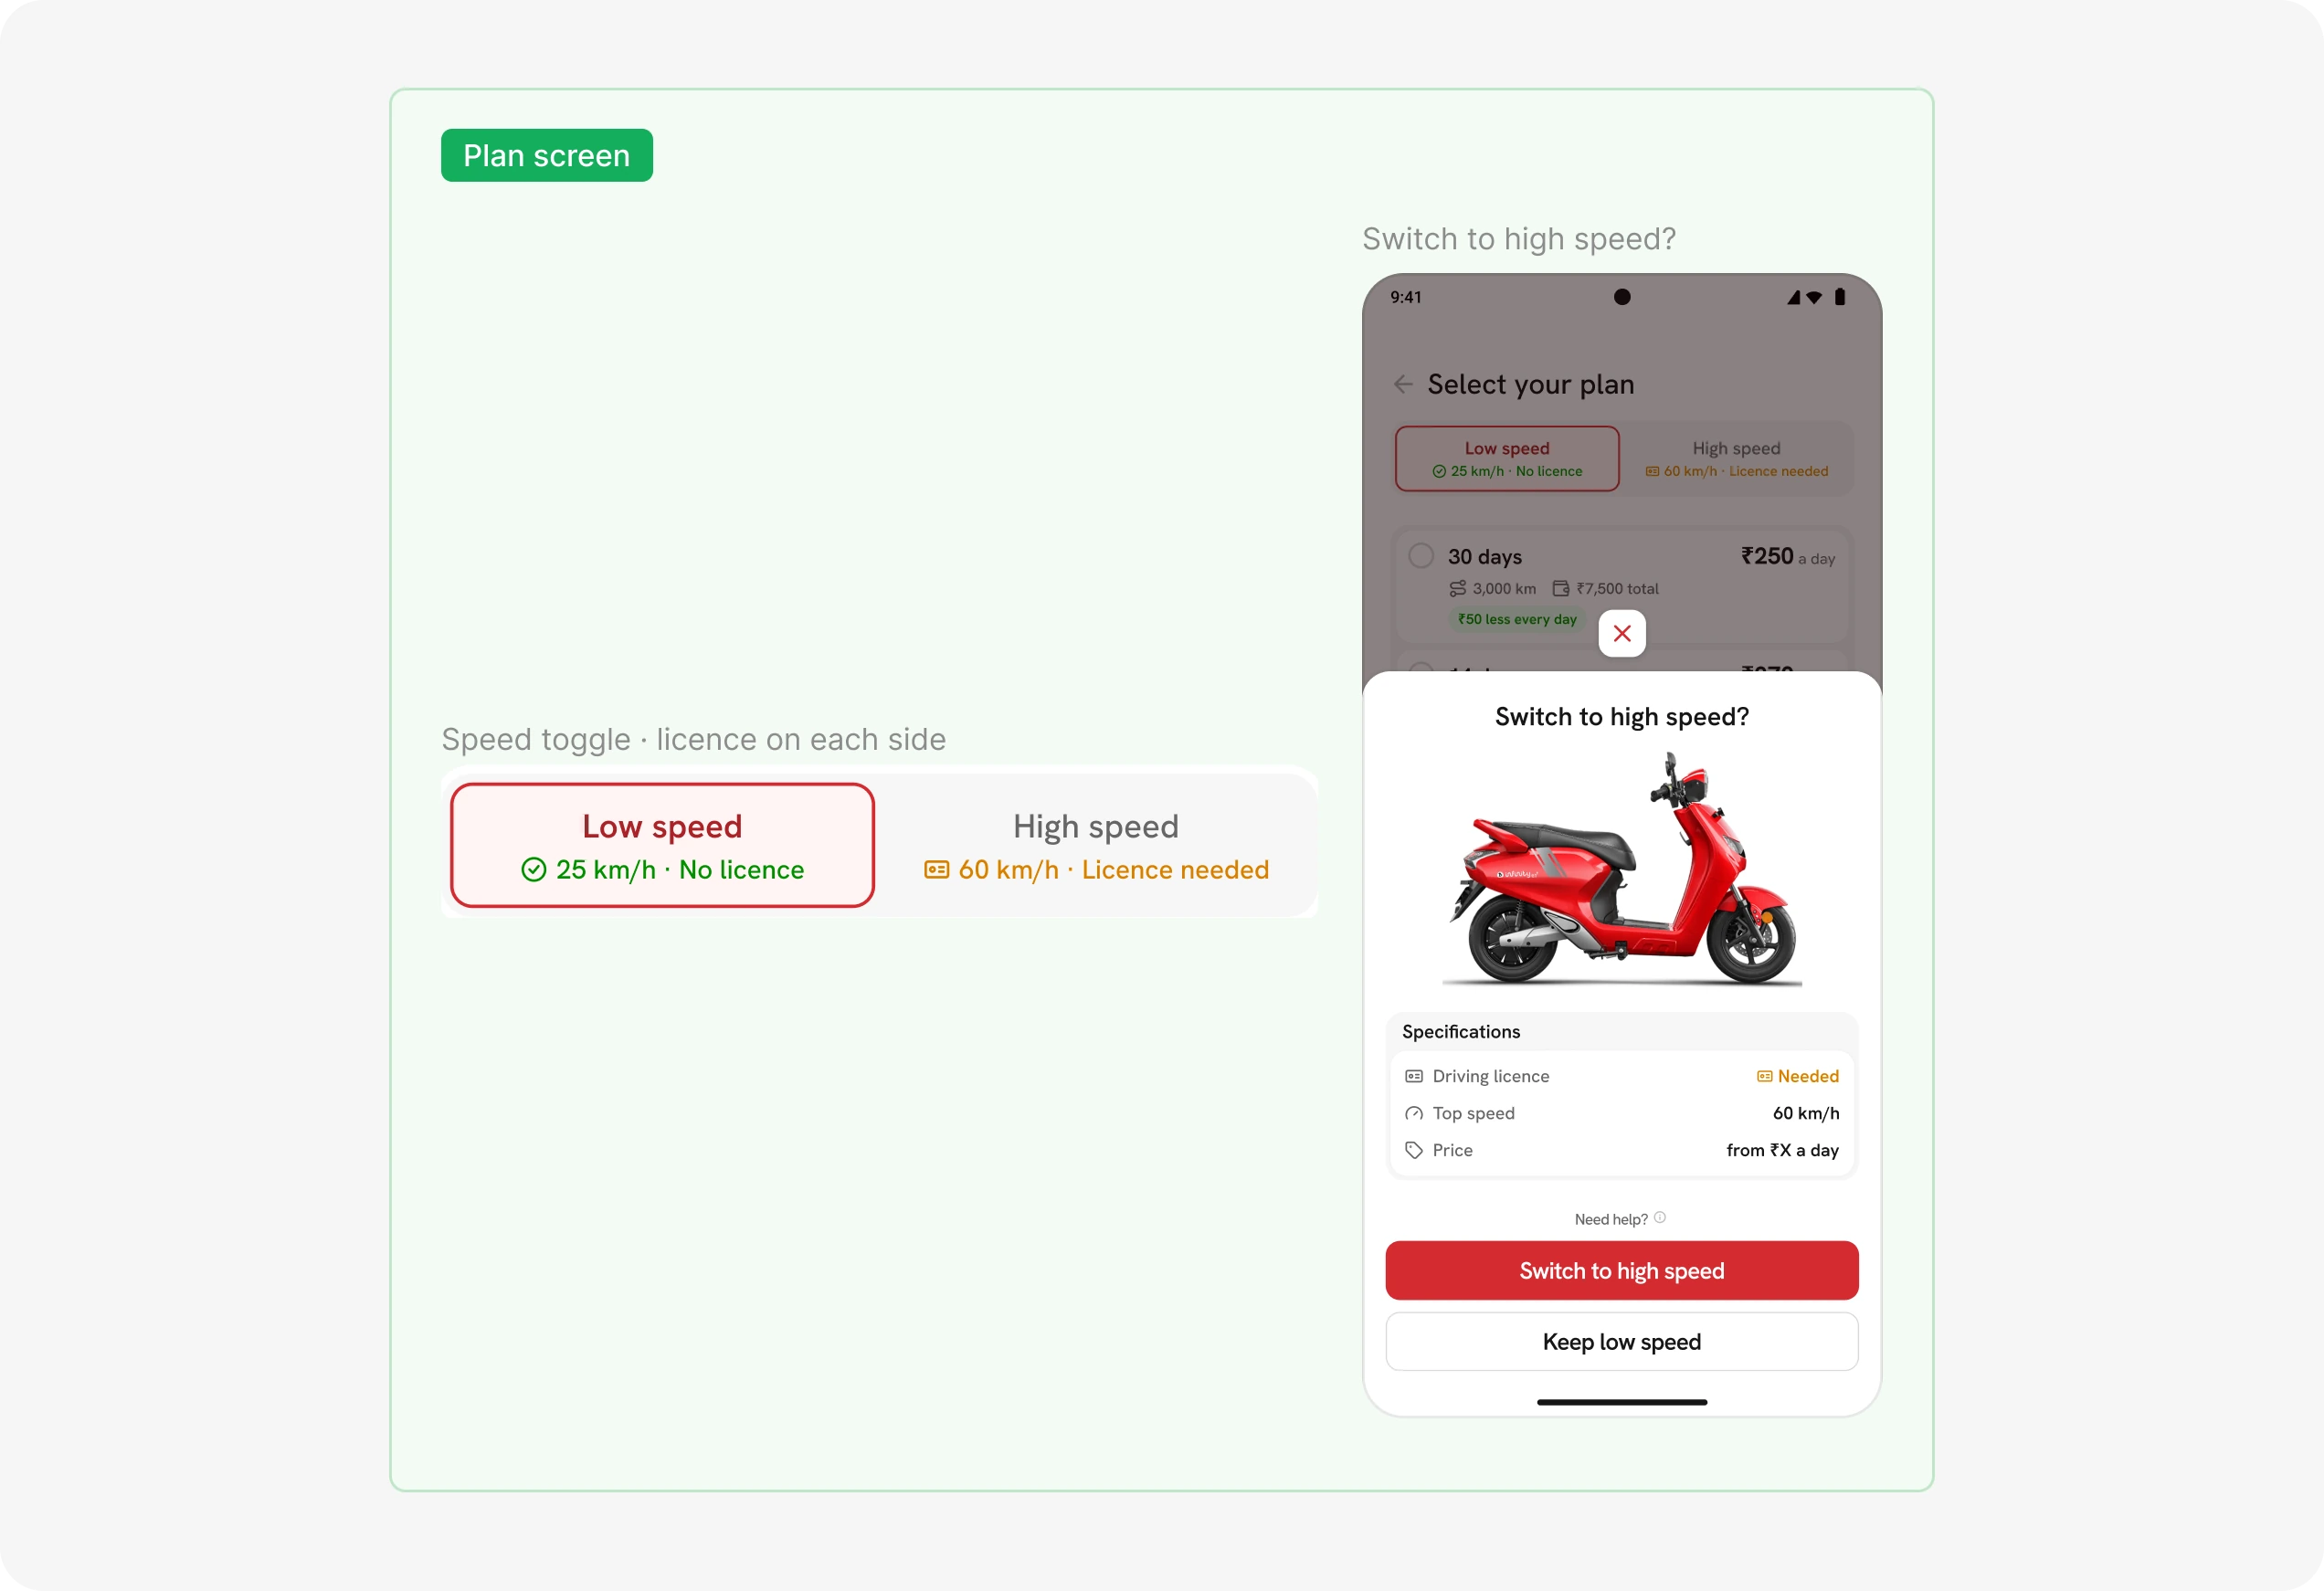 Plan screen
Speed toggle · licence on each side
Low speed
25 km/h · No licence
High speed
60 km/h · Licence needed
Switch to high speed?
9:41
Select your plan
Low speed
25 km/h · No licence
High speed
60 km/h · Licence needed
30 days
₹250 a day
3,000 km
₹7,500 total
₹50 less every day
Switch to high speed?
Specifications
Driving licence
Needed
Top speed
60 km/h
Price
from ₹X a day
Need help?
Switch to high speed
Keep low speed